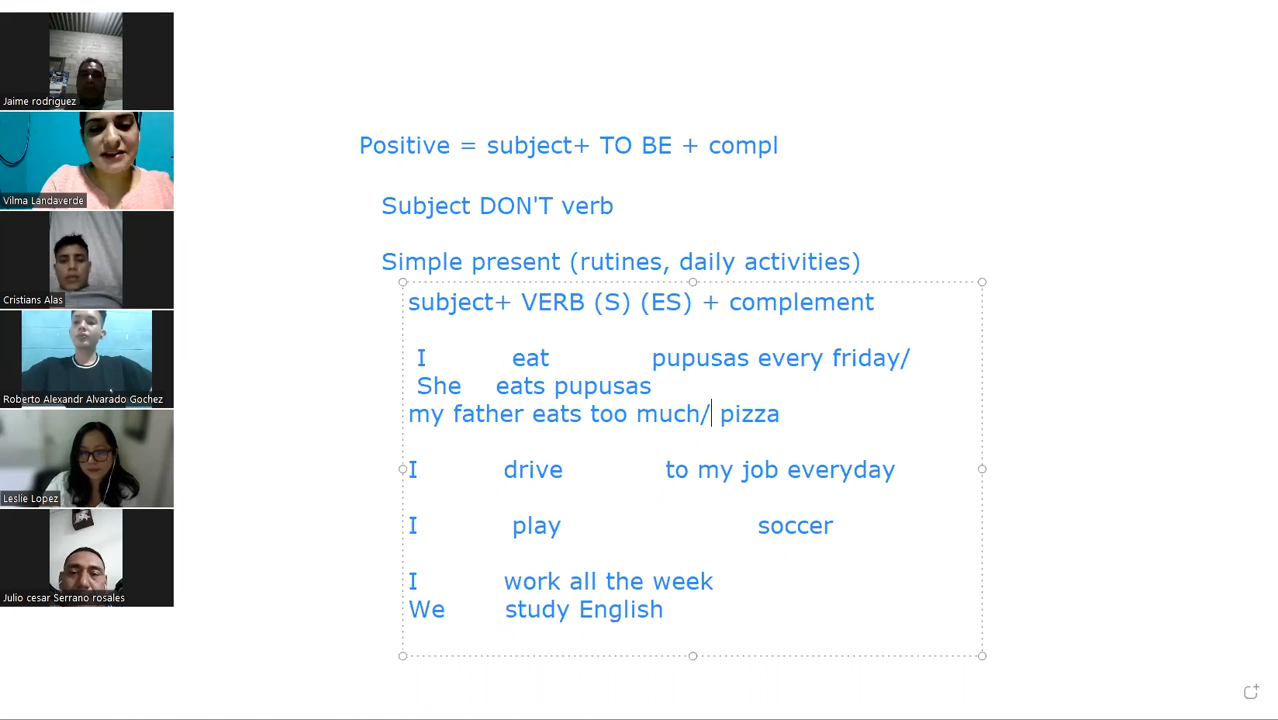 Jaime rodriguez
Vilma Landaverde
Cristians Alas
Roberto Alexandr Alvarado Gochez
Leslie Lopez
Julio cesar Serrano rosales
Positive = subject+ TO BE + compl
Subject DON'T verb
Simple present (rutines, daily activities)
subject+ VERB (S) (ES) + complement
I eat pupusas every friday/
She eats pupusas
my father eats too much/ pizza
I drive to my job everyday
I play soccer
I work all the week
We study English